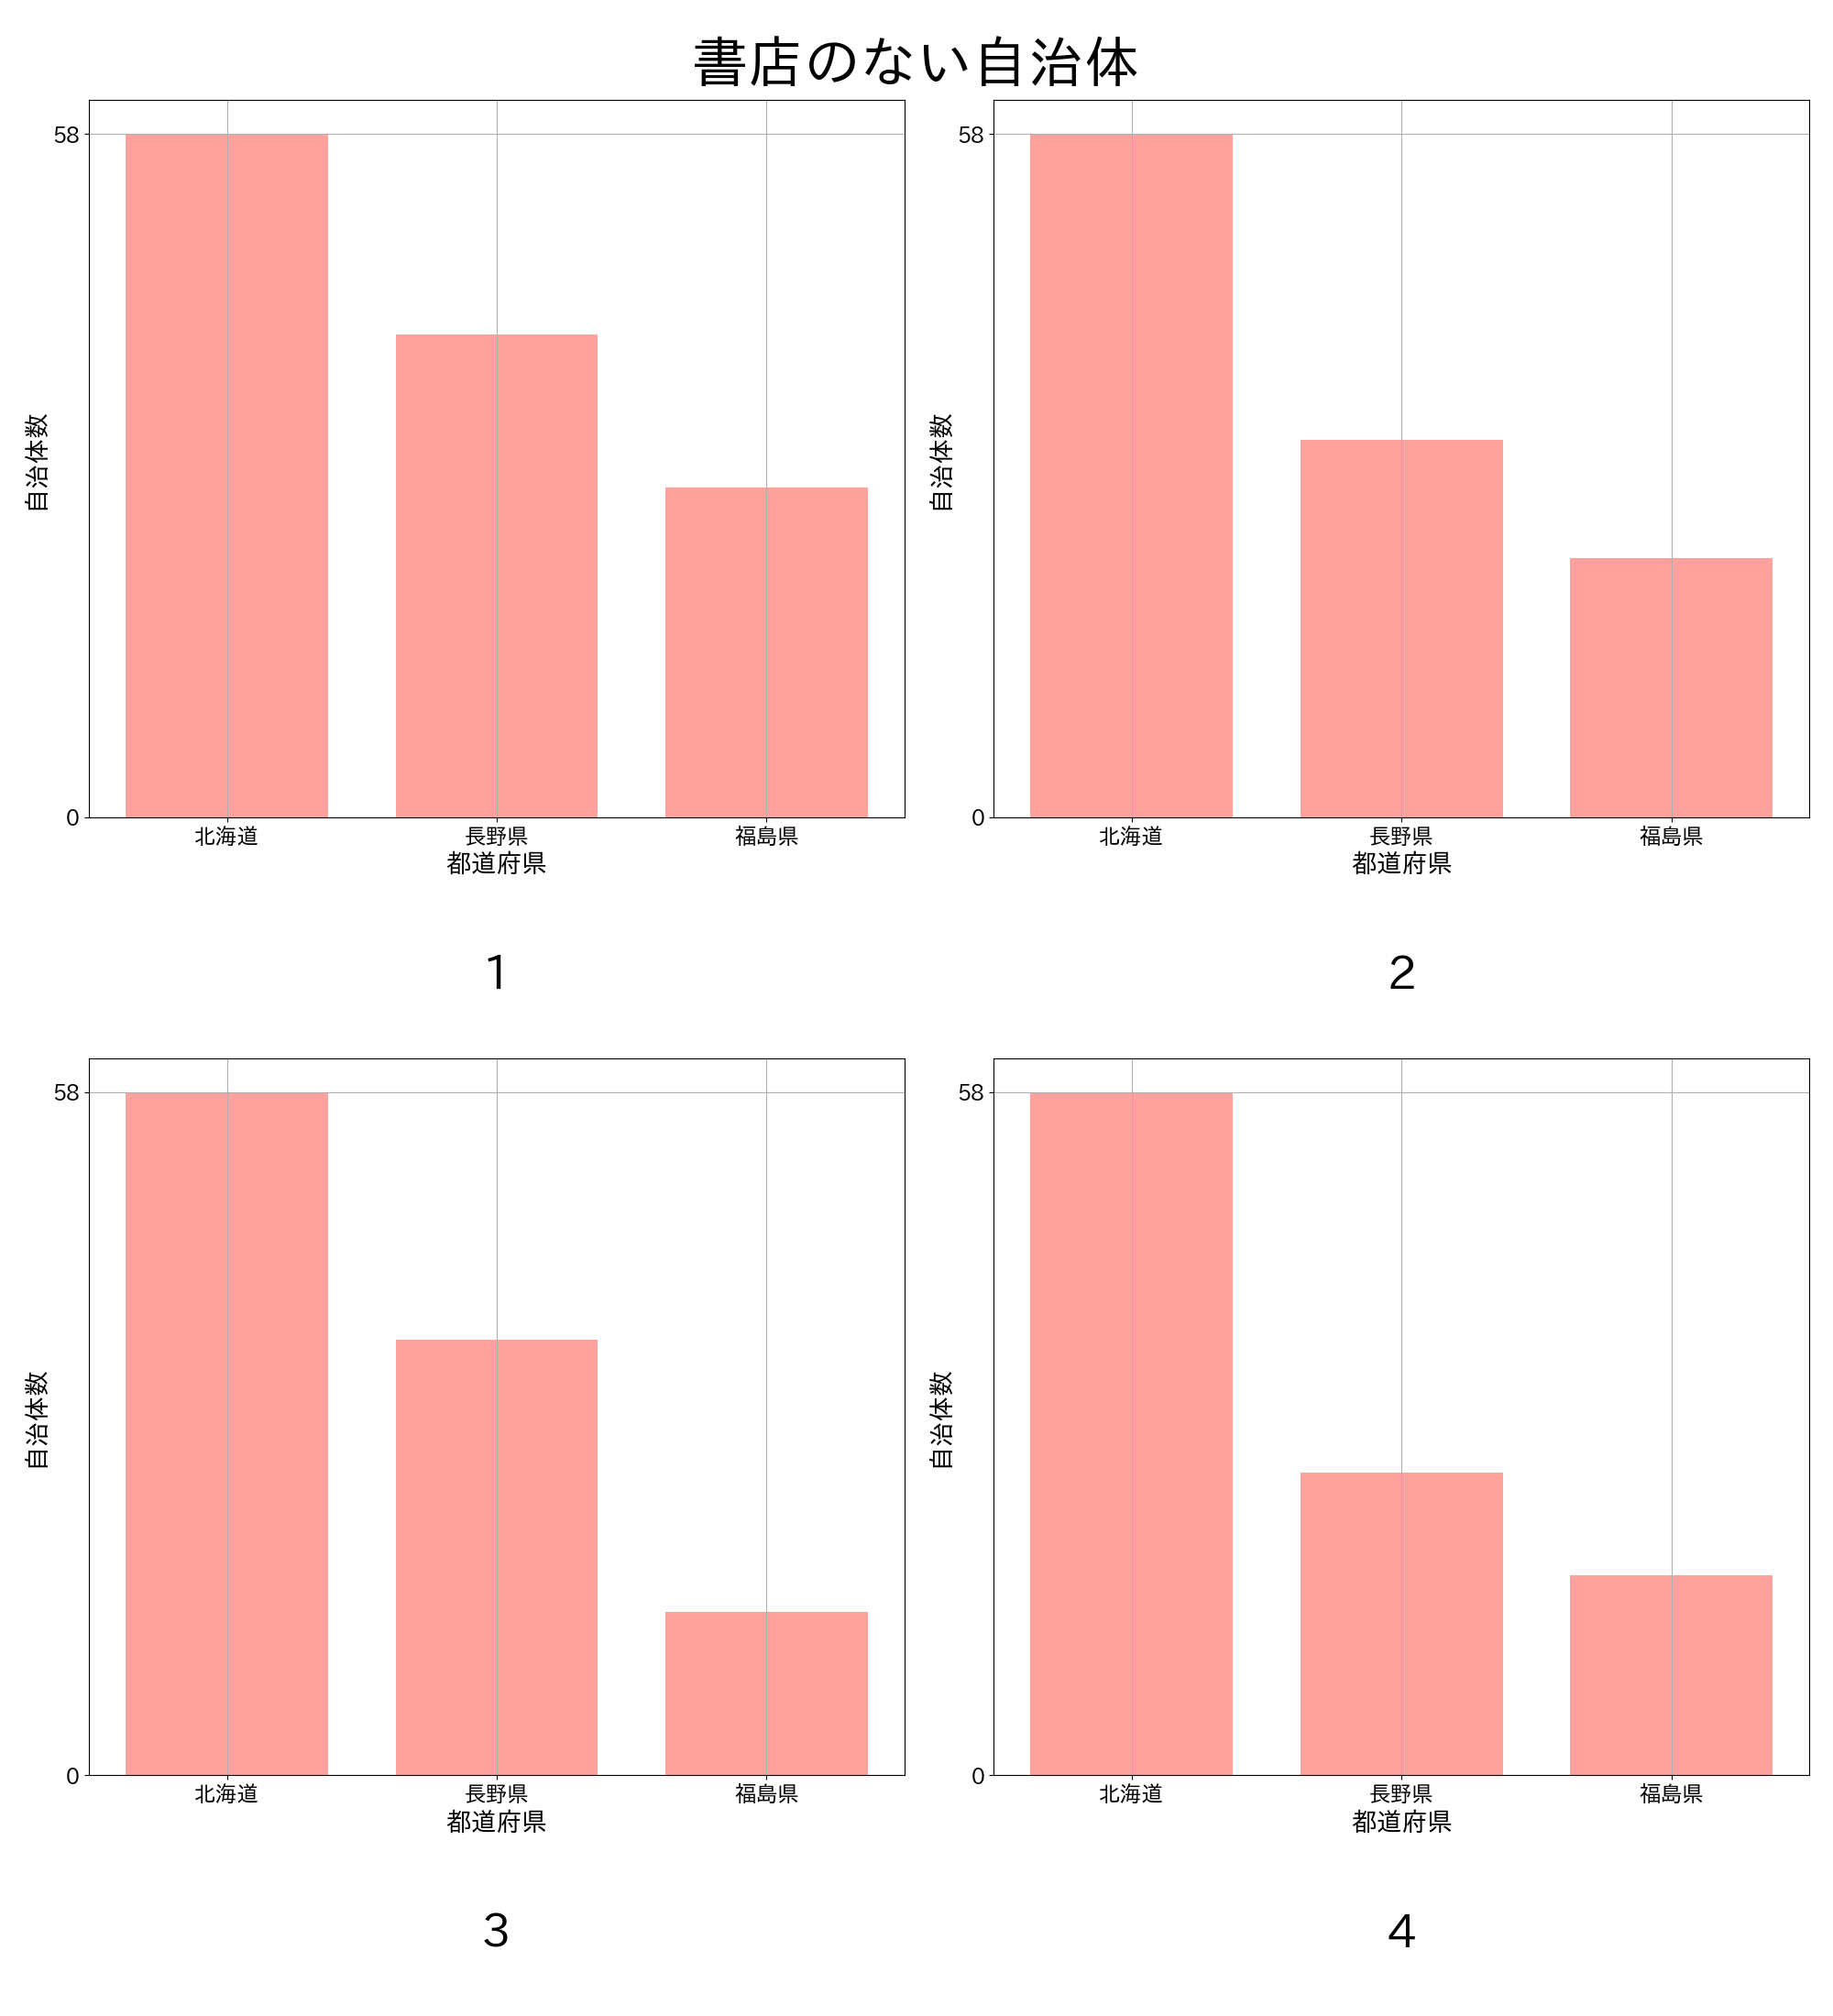 書店のない自治体
58
0
自治体数
北海道 長野県 福島県
都道府県
1
58
0
自治体数
北海道 長野県 福島県
都道府県
2
58
0
自治体数
北海道 長野県 福島県
都道府県
3
58
0
自治体数
北海道 長野県 福島県
都道府県
4